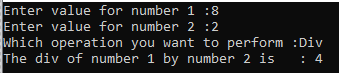 Enter value for number 1 :8
Enter value for number 2 :2
Which operation you want to perform :Div
The div of number 1 by number 2 is   : 4